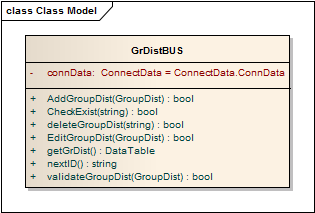 class Class Model
GrDistBUS
- connData: ConnectData = ConnectData.ConnData
+ AddGroupDist(GroupDist) : bool
+ CheckExist(string) : bool
+ deleteGroupDist(string) : bool
+ EditGroupDist(GroupDist) : bool
+ getGrDist() : DataTable
+ nextID() : string
+ validateGroupDist(GroupDist) : bool